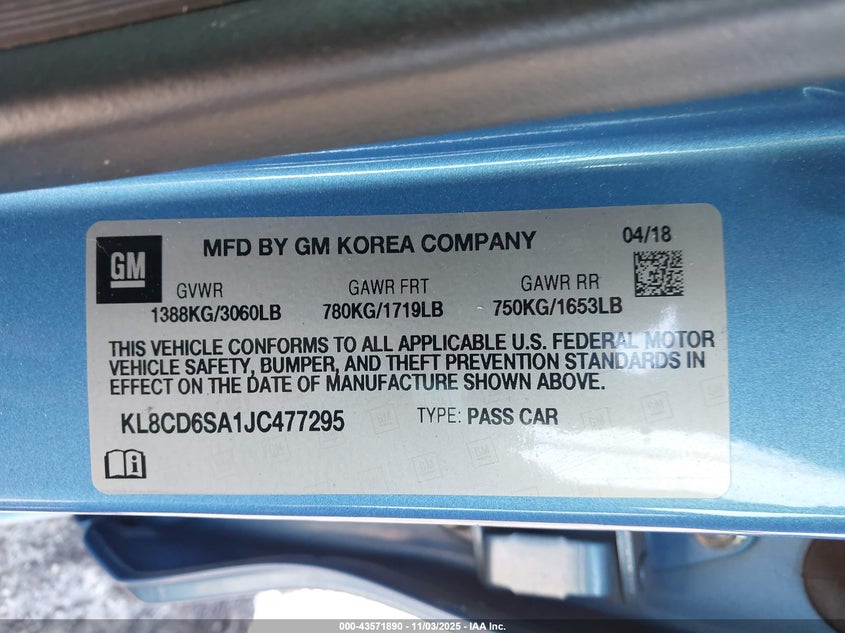 GM
MFD BY GM KOREA COMPANY
04/18
GVWR
GAWR FRT
GAWR RR
1388KG/3060LB
780KG/1719LB
750KG/1653LB
THIS VEHICLE CONFORMS TO ALL APPLICABLE U.S. FEDERAL MOTOR
VEHICLE SAFETY, BUMPER, AND THEFT PREVENTION STANDARDS IN
EFFECT ON THE DATE OF MANUFACTURE SHOWN ABOVE.
KL8CD6SA1JC477295
TYPE: PASS CAR
000-43571890 - 11/03/2025 - IAA Inc.